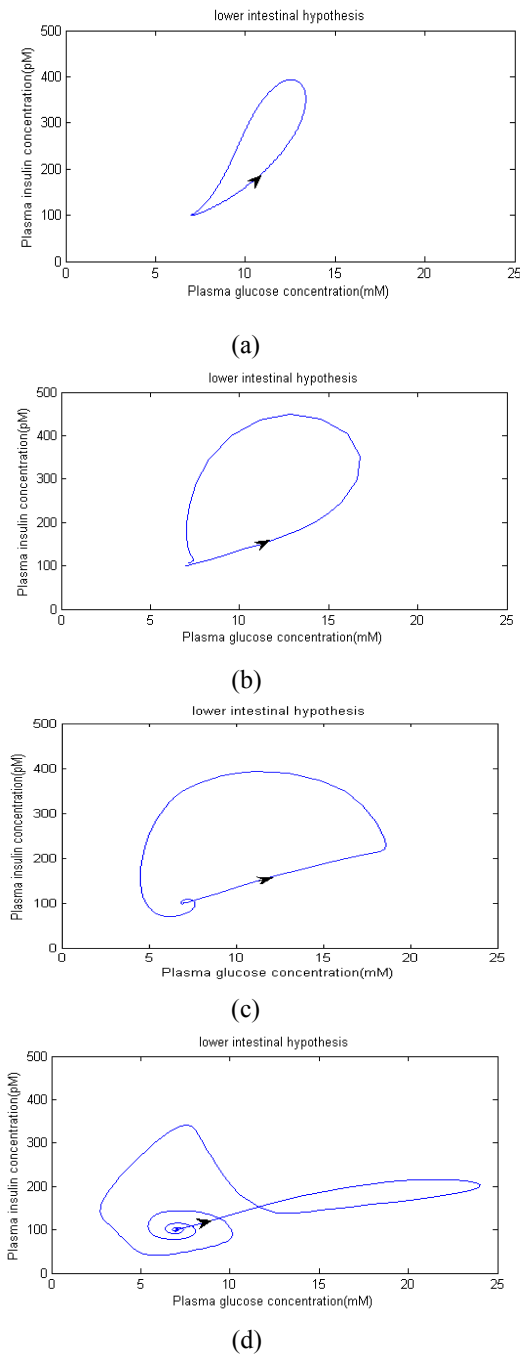 lower intestinal hypothesis
500
400
300
200
100
0
Plasma insulin concentration(pM)
0 5 10 15 20 25
Plasma glucose concentration(mM)
(a)
lower intestinal hypothesis
500
400
300
200
100
0
Plasma insulin concentration(pM)
0 5 10 15 20 25
Plasma glucose concentration(mM)
(b)
lower intestinal hypothesis
500
400
300
200
100
0
Plasma insulin concentration(pM)
0 5 10 15 20 25
Plasma glucose concentration(mM)
(c)
lower intestinal hypothesis
500
400
300
200
100
0
Plasma insulin concentration(pM)
0 5 10 15 20 25
Plasma glucose concentration(mM)
(d)